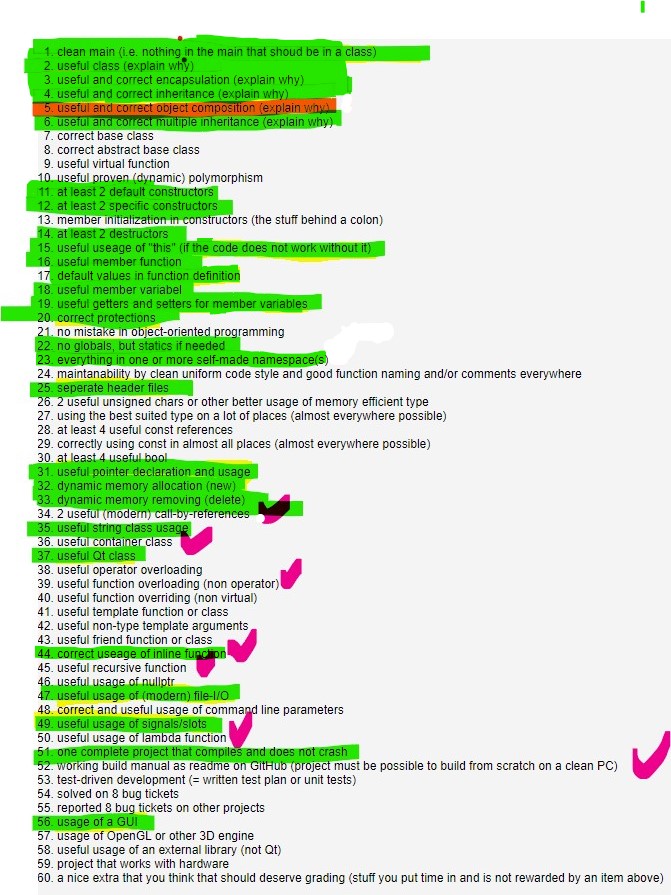 1. clean main (i.e. nothing in the main that shoud be in a class)
2. useful class (explain why)
3. useful and correct encapsulation (explain why)
4. useful and correct inheritance (explain why)
5. useful and correct object composition (explain why)
6. useful and correct multiple inheritance (explain why)
7. correct base class
8. correct abstract base class
9. useful virtual function
10. useful proven (dynamic) polymorphism
11. at least 2 default constructors
12. at least 2 specific constructors
13. member initialization in constructors (the stuff behind a colon)
14. at least 2 destructors
15. useful useage of "this" (if the code does not work without it)
16. useful member function
17. default values in function definition
18. useful member variabel
19. useful getters and setters for member variables
20. correct protections
21. no mistake in object-oriented programming
22. no globals, but statics if needed
23. everything in one or more self-made namespace(s)
24. maintanability by clean uniform code style and good function naming and/or comments everywhere
25. seperate header files
26. 2 useful unsigned chars or other better usage of memory efficient type
27. using the best suited type on a lot of places (almost everywhere possible)
28. at least 4 useful const references
29. correctly using const in almost all places (almost everywhere possible)
30. at least 4 useful bool
31. useful pointer declaration and usage
32. dynamic memory allocation (new)
33. dynamic memory removing (delete)
34. 2 useful (modern) call-by-references
35. useful string class usage
36. useful container class
37. useful Qt class
38. useful operator overloading
39. useful function overloading (non operator)
40. useful function overriding (non virtual)
41. useful template function or class
42. useful non-type template arguments
43. useful friend function or class
44. correct useage of inline function
45. useful recursive function
46. useful usage of nullptr
47. useful usage of (modern) file-I/O
48. correct and useful usage of command line parameters
49. useful usage of signals/slots
50. useful usage of lambda function
51. one complete project that compiles and does not crash
52. working build manual as readme on GitHub (project must be possible to build from scratch on a clean PC)
53. test-driven development (= written test plan or unit tests)
54. solved on 8 bug tickets
55. reported 8 bug tickets on other projects
56. usage of a GUI
57. usage of OpenGL or other 3D engine
58. useful usage of an external library (not Qt)
59. project that works with hardware
60. a nice extra that you think that should deserve grading (stuff you put time in and is not rewarded by an item above)